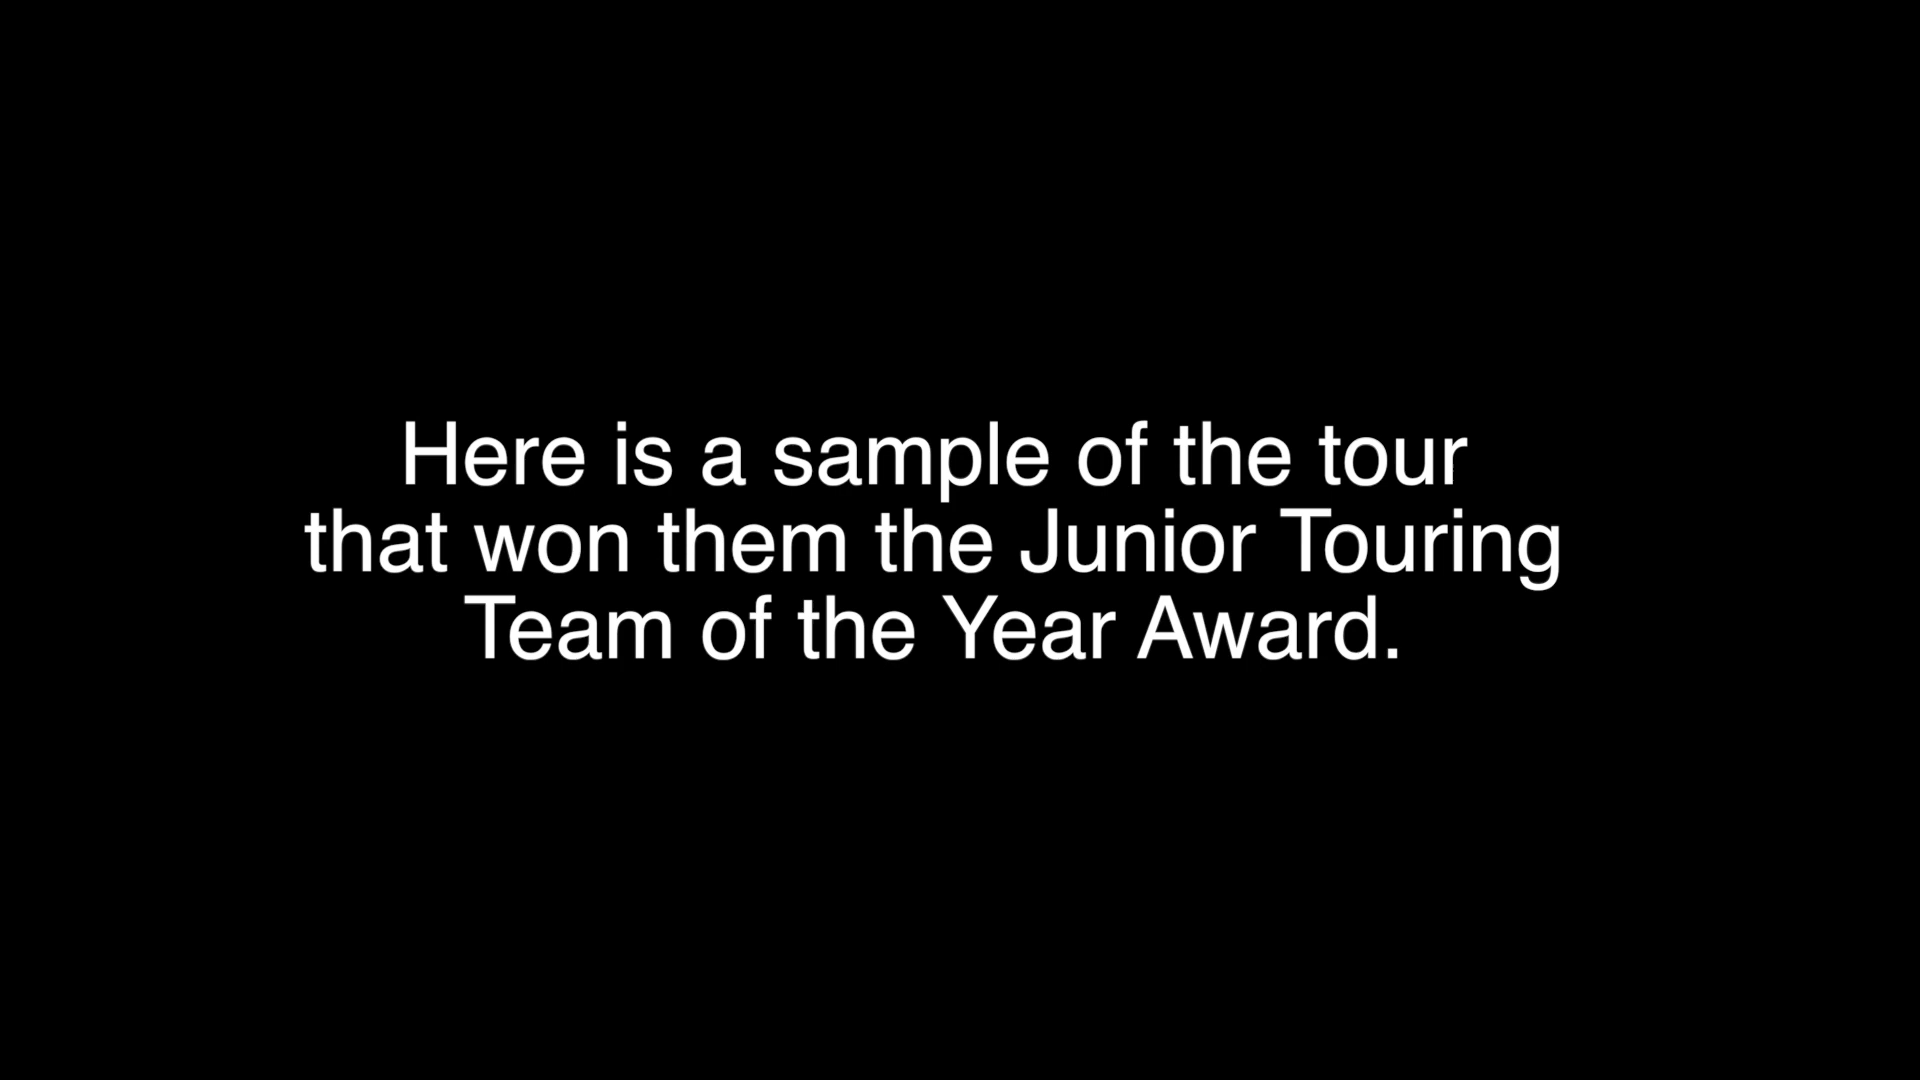 Here is a sample of the tour
that won them the Junior Touring
Team of the Year Award.